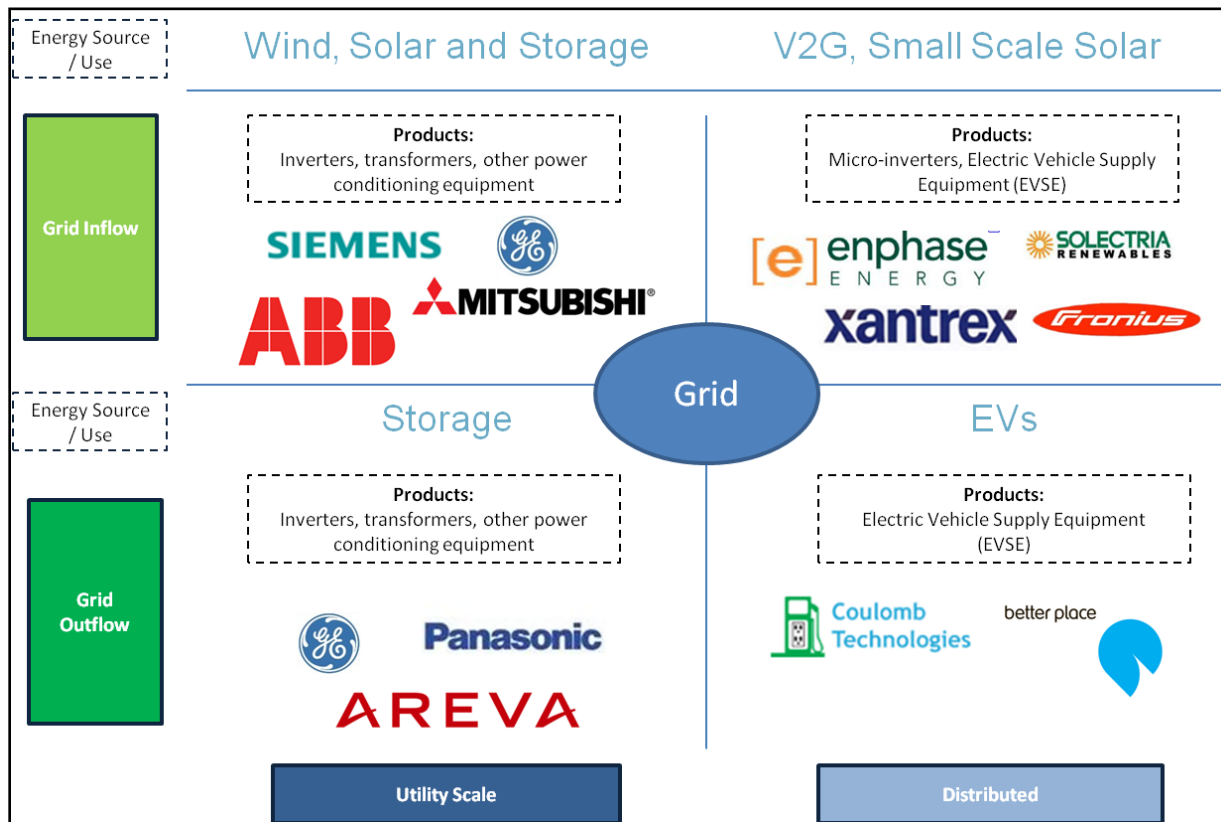 Energy Source
/ Use
Wind, Solar and Storage
V2G, Small Scale Solar
Products:
Inverters, transformers, other power
conditioning equipment
Products:
Micro-inverters, Electric Vehicle Supply
Equipment (EVSE)
Grid Inflow
SIEMENS
GE
ABB
MITSUBISHI®
[e] enphase
ENERGY
SOLECTRIA
RENEWABLES
xantrex
Fronius
Grid
Energy Source
/ Use
Storage
EVs
Products:
Inverters, transformers, other power
conditioning equipment
Products:
Electric Vehicle Supply Equipment
(EVSE)
Grid
Outflow
GE
Panasonic
AREVA
Coulomb
Technologies
better place
Utility Scale
Distributed